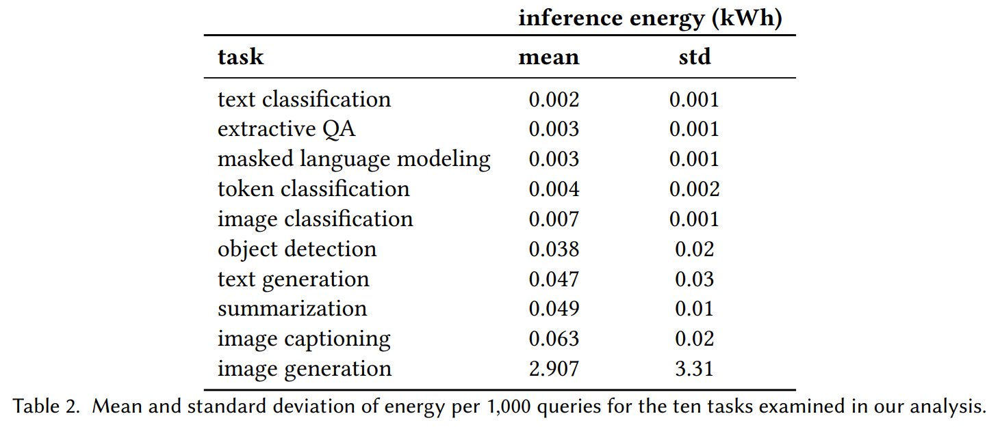 inference energy (kWh)
task mean std
text classification 0.002 0.001
extractive QA 0.003 0.001
masked language modeling 0.003 0.001
token classification 0.004 0.002
image classification 0.007 0.001
object detection 0.038 0.02
text generation 0.047 0.03
summarization 0.049 0.01
image captioning 0.063 0.02
image generation 2.907 3.31
Table 2. Mean and standard deviation of energy per 1,000 queries for the ten tasks examined in our analysis.